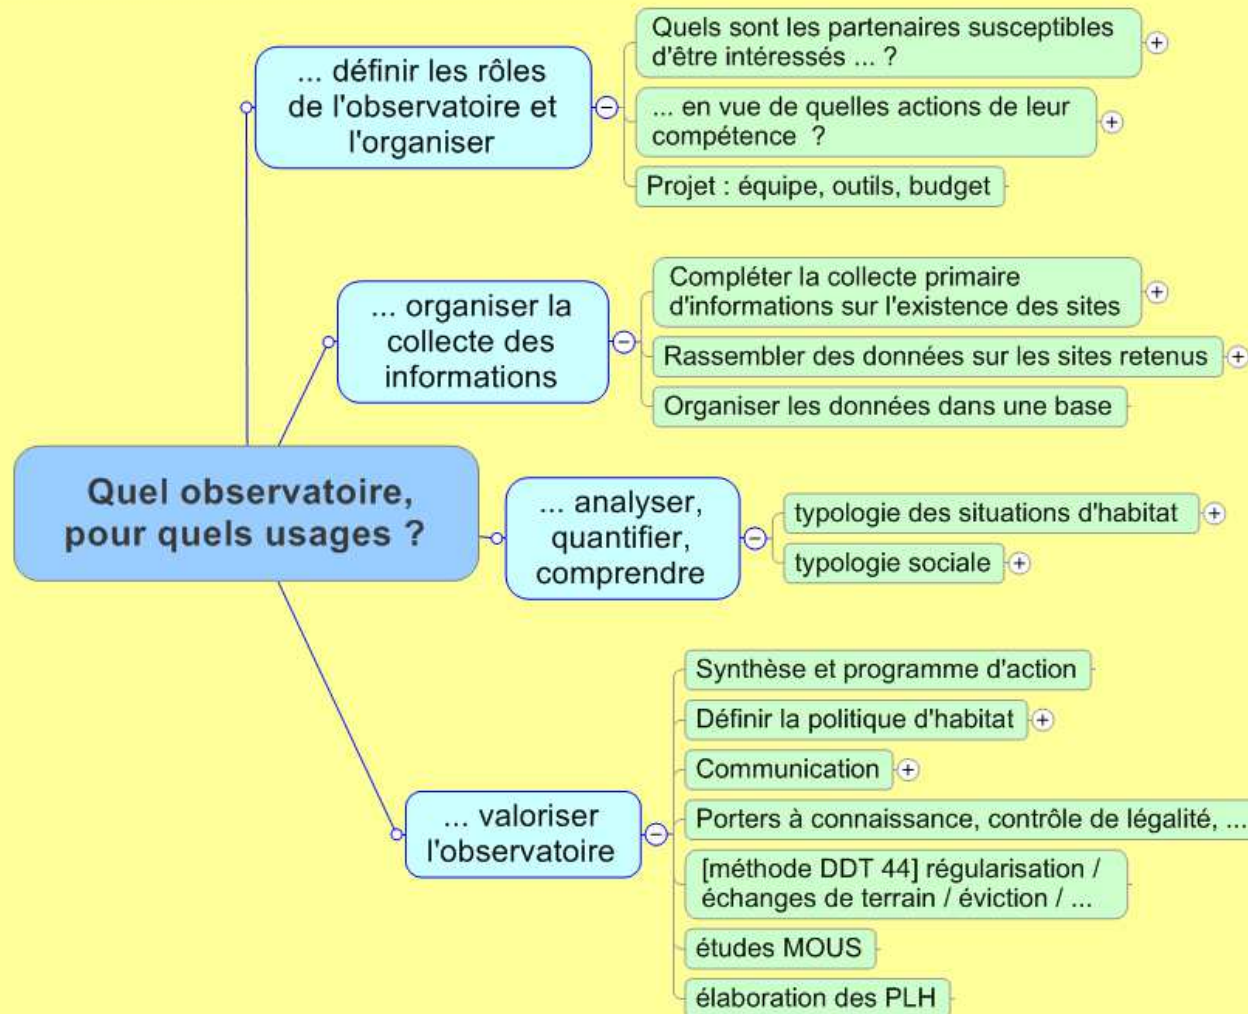 ... définir les rôles
de l'observatoire et
l'organiser
Quels sont les partenaires susceptibles
d'être intéressés ... ?
... en vue de quelles actions de leur
compétence  ?
Projet : équipe, outils, budget
... organiser la
collecte des
informations
Compléter la collecte primaire
d'informations sur l'existence des sites
Rassembler des données sur les sites retenus
Organiser les données dans une base
Quel observatoire,
pour quels usages ?
... analyser,
quantifier,
comprendre
typologie des situations d'habitat
typologie sociale
... valoriser
l'observatoire
Synthèse et programme d'action
Définir la politique d'habitat
Communication
Porters à connaissance, contrôle de légalité, ...
[méthode DDT 44] régularisation /
échanges de terrain / éviction / ...
études MOUS
élaboration des PLH